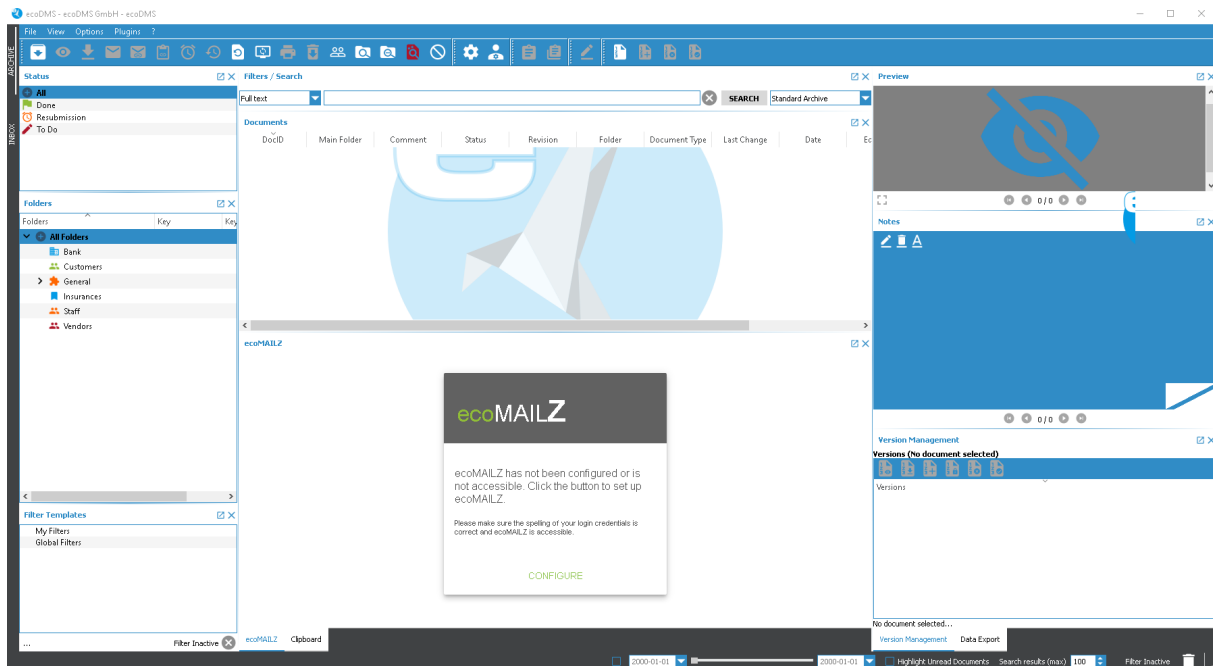 ecoDMS - ecoDMS GmbH - ecoDMS
File View Options Plugins ?
ARCHIVE
INBOX
Status
All
Done
Resubmission
To Do
Folders
Folders Key Key
All Folders
Bank
Customers
General
Insurances
Staff
Vendors
Filter Templates
My Filters
Global Filters
... Filter Inactive
Filters / Search
Full text SEARCH Standard Archive
Documents
DocID Main Folder Comment Status Revision Folder Document Type Last Change Date Ec
ecoMAILZ
ecoMAILZ
ecoMAILZ has not been configured or is
not accessible. Click the button to set up
ecoMAILZ.
Please make sure the spelling of your login credentials is
correct and ecoMAILZ is accessible.
CONFIGURE
ecoMAILZ Clipboard
Preview
0/0
Notes
A
0/0
Version Management
Versions (No document selected)
Versions
No document selected...
Version Management Data Export
2000-01-01 2000-01-01 Highlight Unread Documents Search results (max) 100 Filter Inactive